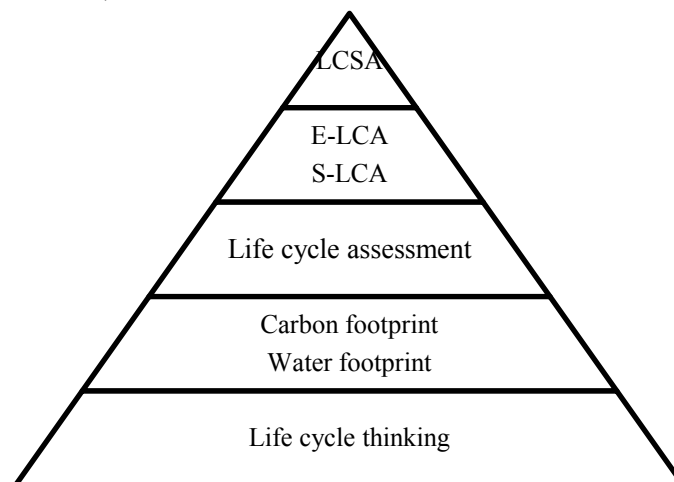 LCSA
E-LCA
S-LCA
Life cycle assessment
Carbon footprint
Water footprint
Life cycle thinking